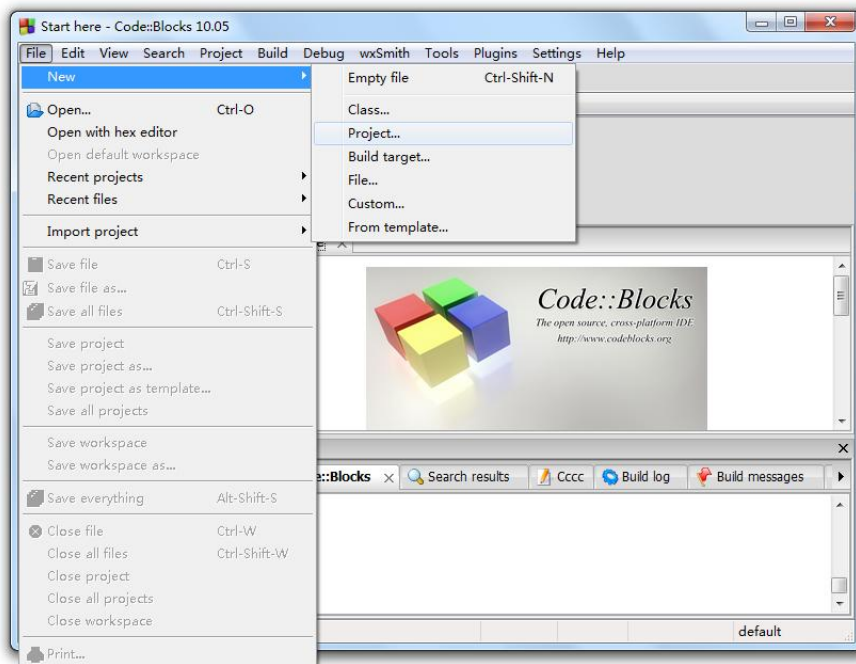 Start here - Code::Blocks 10.05
File Edit View Search Project Build Debug wxSmith Tools Plugins Settings Help
New
Open... Ctrl-O
Open with hex editor
Open default workspace
Recent projects
Recent files
Import project
Save file Ctrl-S
Save file as...
Save all files Ctrl-Shift-S
Save project
Save project as...
Save project as template...
Save all projects
Save workspace
Save workspace as...
Save everything Alt-Shift-S
Close file Ctrl-W
Close all files Ctrl-Shift-W
Close project
Close all projects
Close workspace
Print...
Empty file Ctrl-Shift-N
Class...
Project...
Build target...
File...
Custom...
From template...
Code::Blocks
The open source, cross-platform IDE
http://www.codeblocks.org
::Blocks Search results Cccc Build log Build messages
default